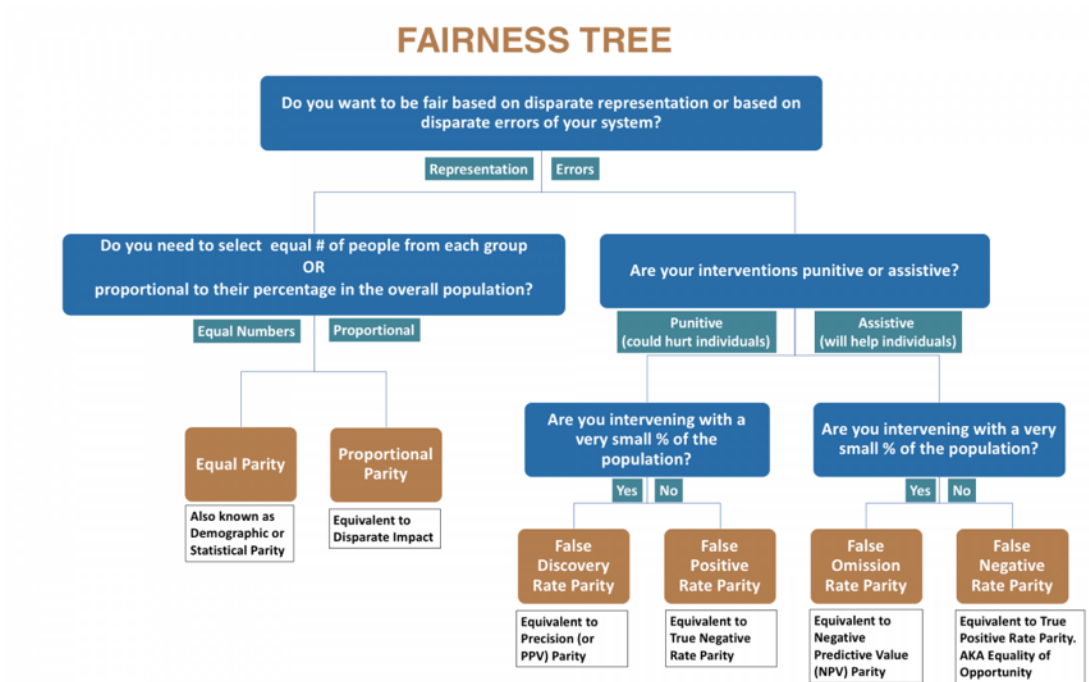 FAIRNESS TREE
Do you want to be fair based on disparate representation or based on
disparate errors of your system?
Representation
Errors
Do you need to select equal # of people from each group
OR
proportional to their percentage in the overall population?
Are your interventions punitive or assistive?
Equal Numbers
Proportional
Punitive
(could hurt individuals)
Assistive
(will help individuals)
Equal Parity
Also known as
Demographic or
Statistical Parity
Proportional
Parity
Equivalent to
Disparate Impact
Are you intervening with a
very small % of the
population?
Are you intervening with a very
small % of the population?
Yes
No
Yes
No
False
Discovery
Rate Parity
Equivalent to
Precision (or
PPV) Parity
False
Positive
Rate Parity
Equivalent to
True Negative
Rate Parity
False
Omission
Rate Parity
Equivalent to
Negative
Predictive Value
(NPV) Parity
False
Negative
Rate Parity
Equivalent to True
Positive Rate Parity.
AKA Equality of
Opportunity